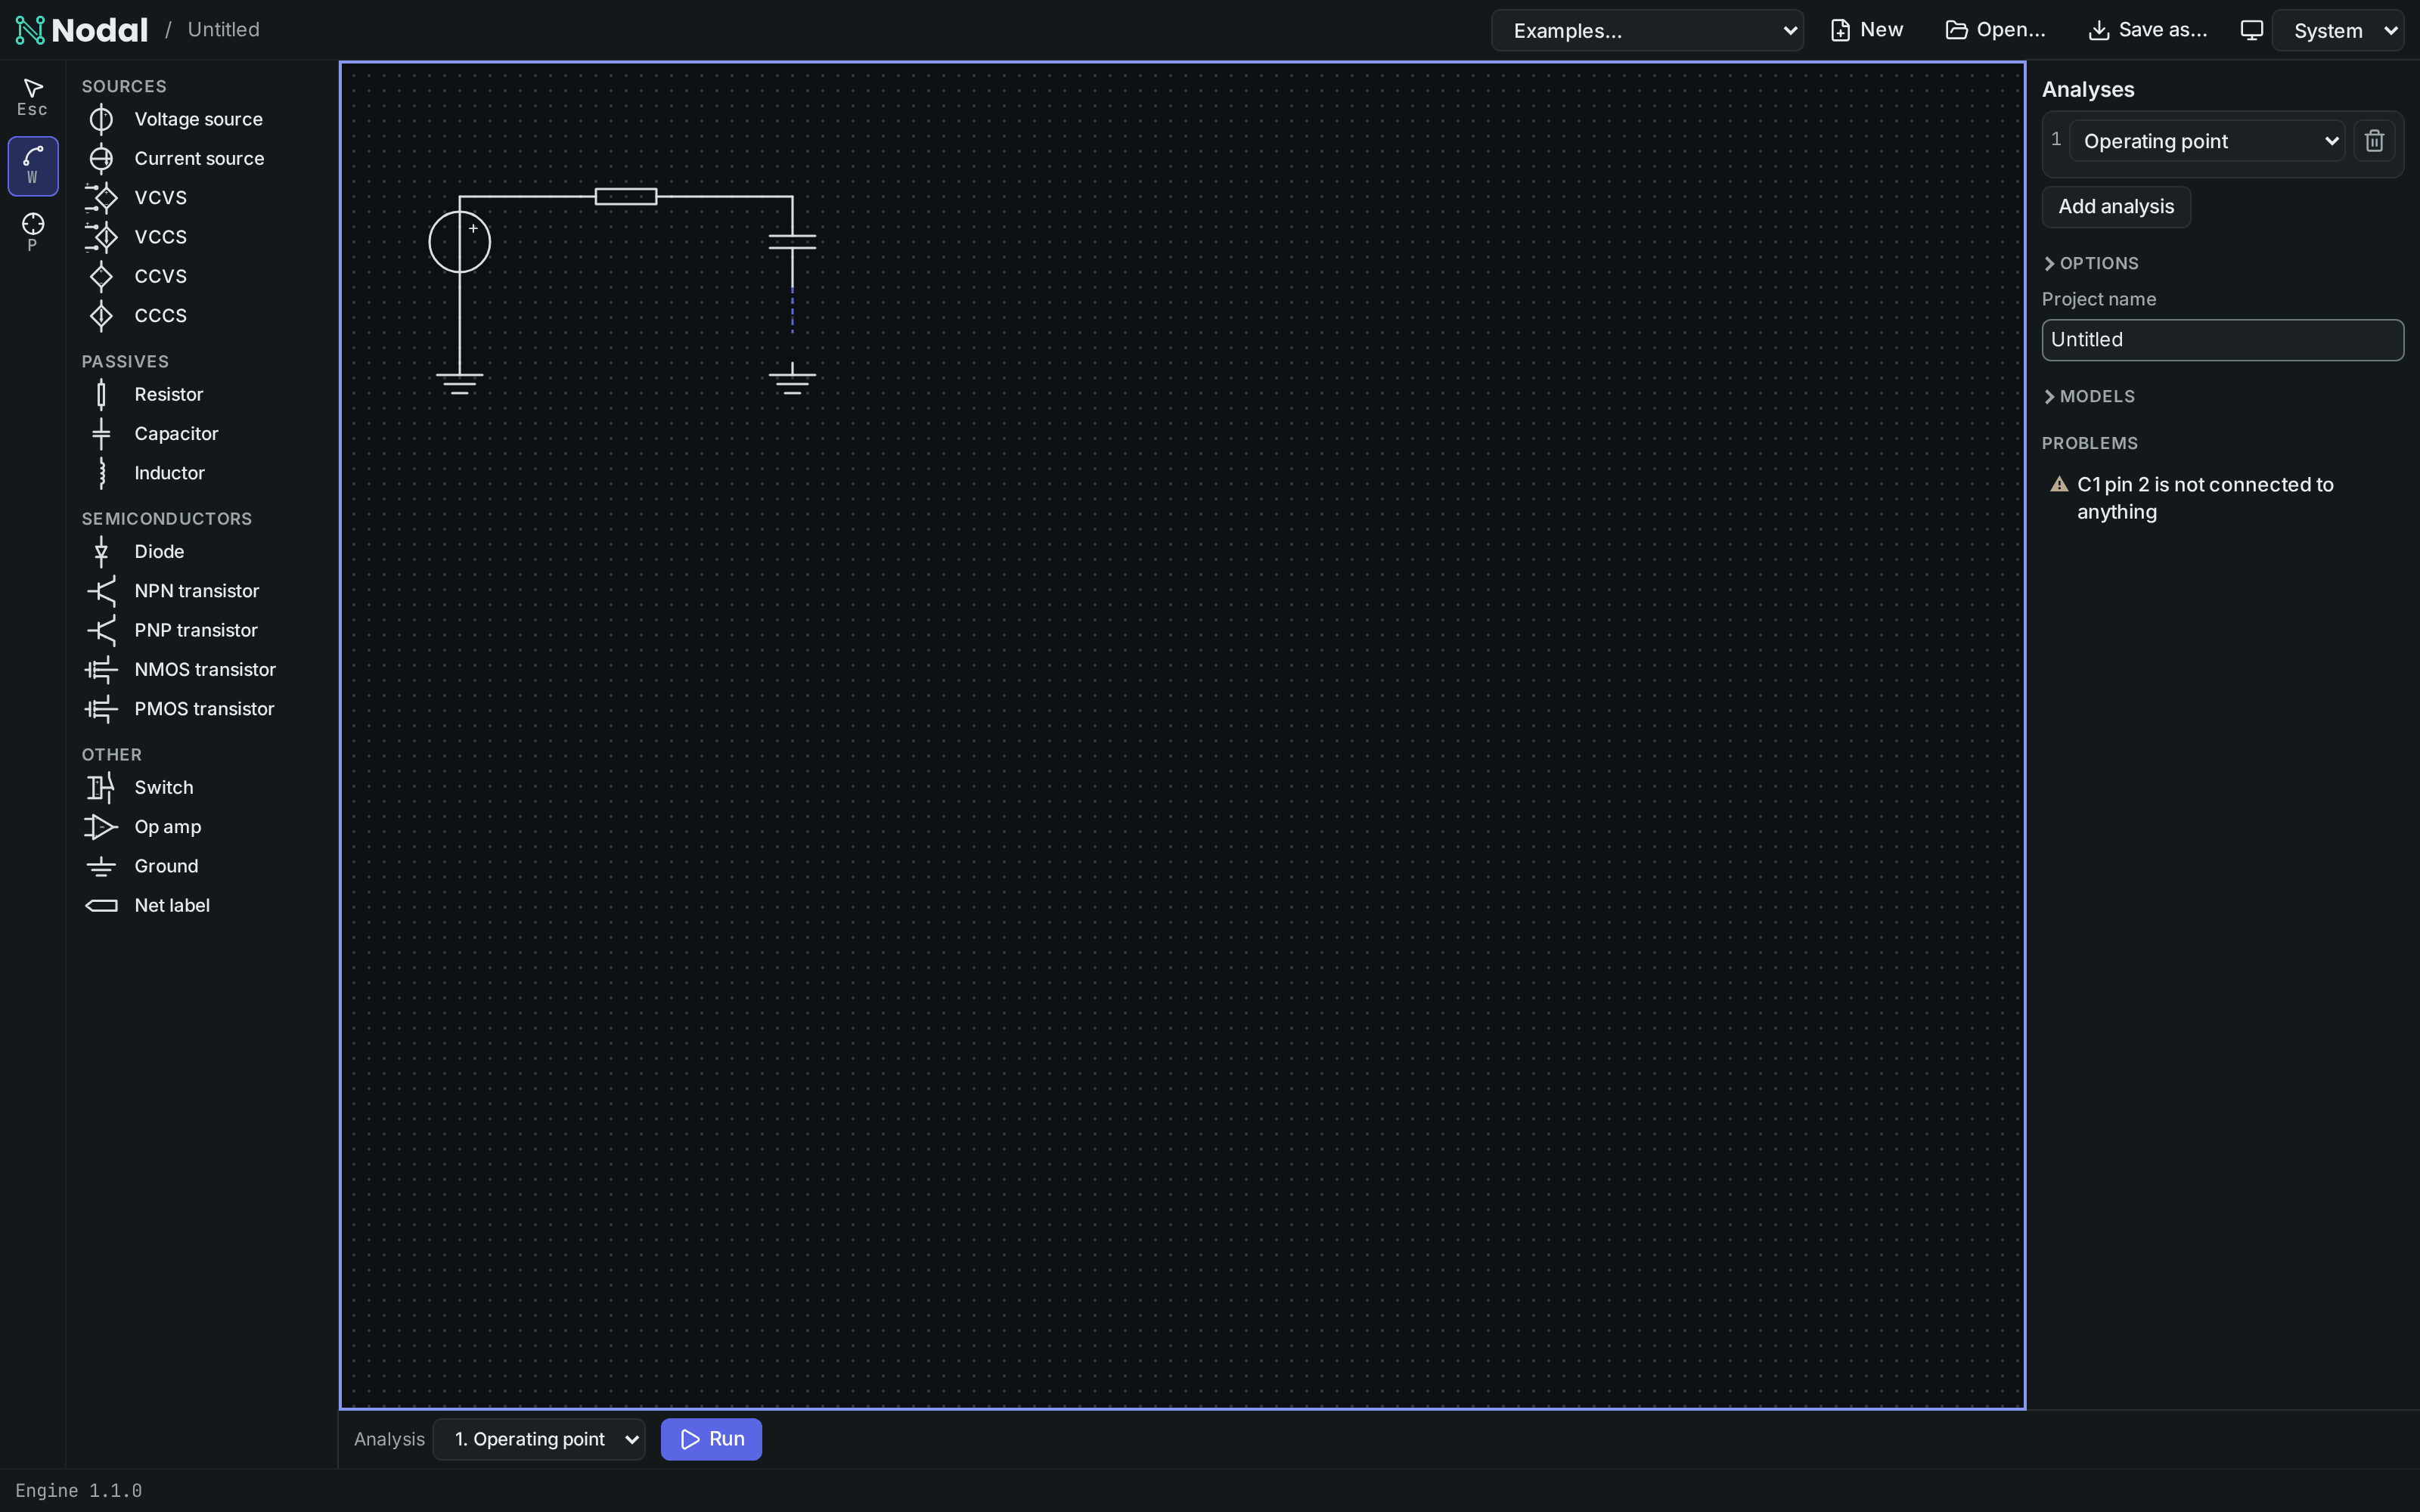 Nodal / Untitled
Examples...
New
Open...
Save as...
System
Esc
W
P
SOURCES
Voltage source
Current source
VCVS
VCCS
CCVS
CCCS
PASSIVES
Resistor
Capacitor
Inductor
SEMICONDUCTORS
Diode
NPN transistor
PNP transistor
NMOS transistor
PMOS transistor
OTHER
Switch
Op amp
Ground
Net label
+
Analyses
1 Operating point
Add analysis
OPTIONS
Project name
Untitled
MODELS
PROBLEMS
C1 pin 2 is not connected to
anything
Analysis 1. Operating point Run
Engine 1.1.0